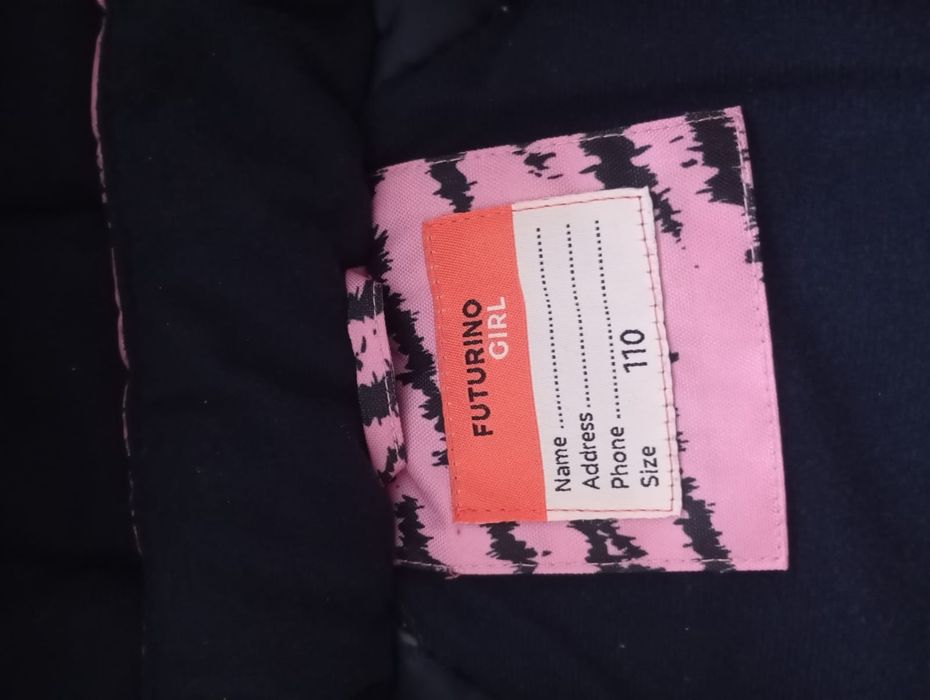 FUTURINO
GIRL
Name ........................................
Address ...................................
Phone ......................................
Size 110